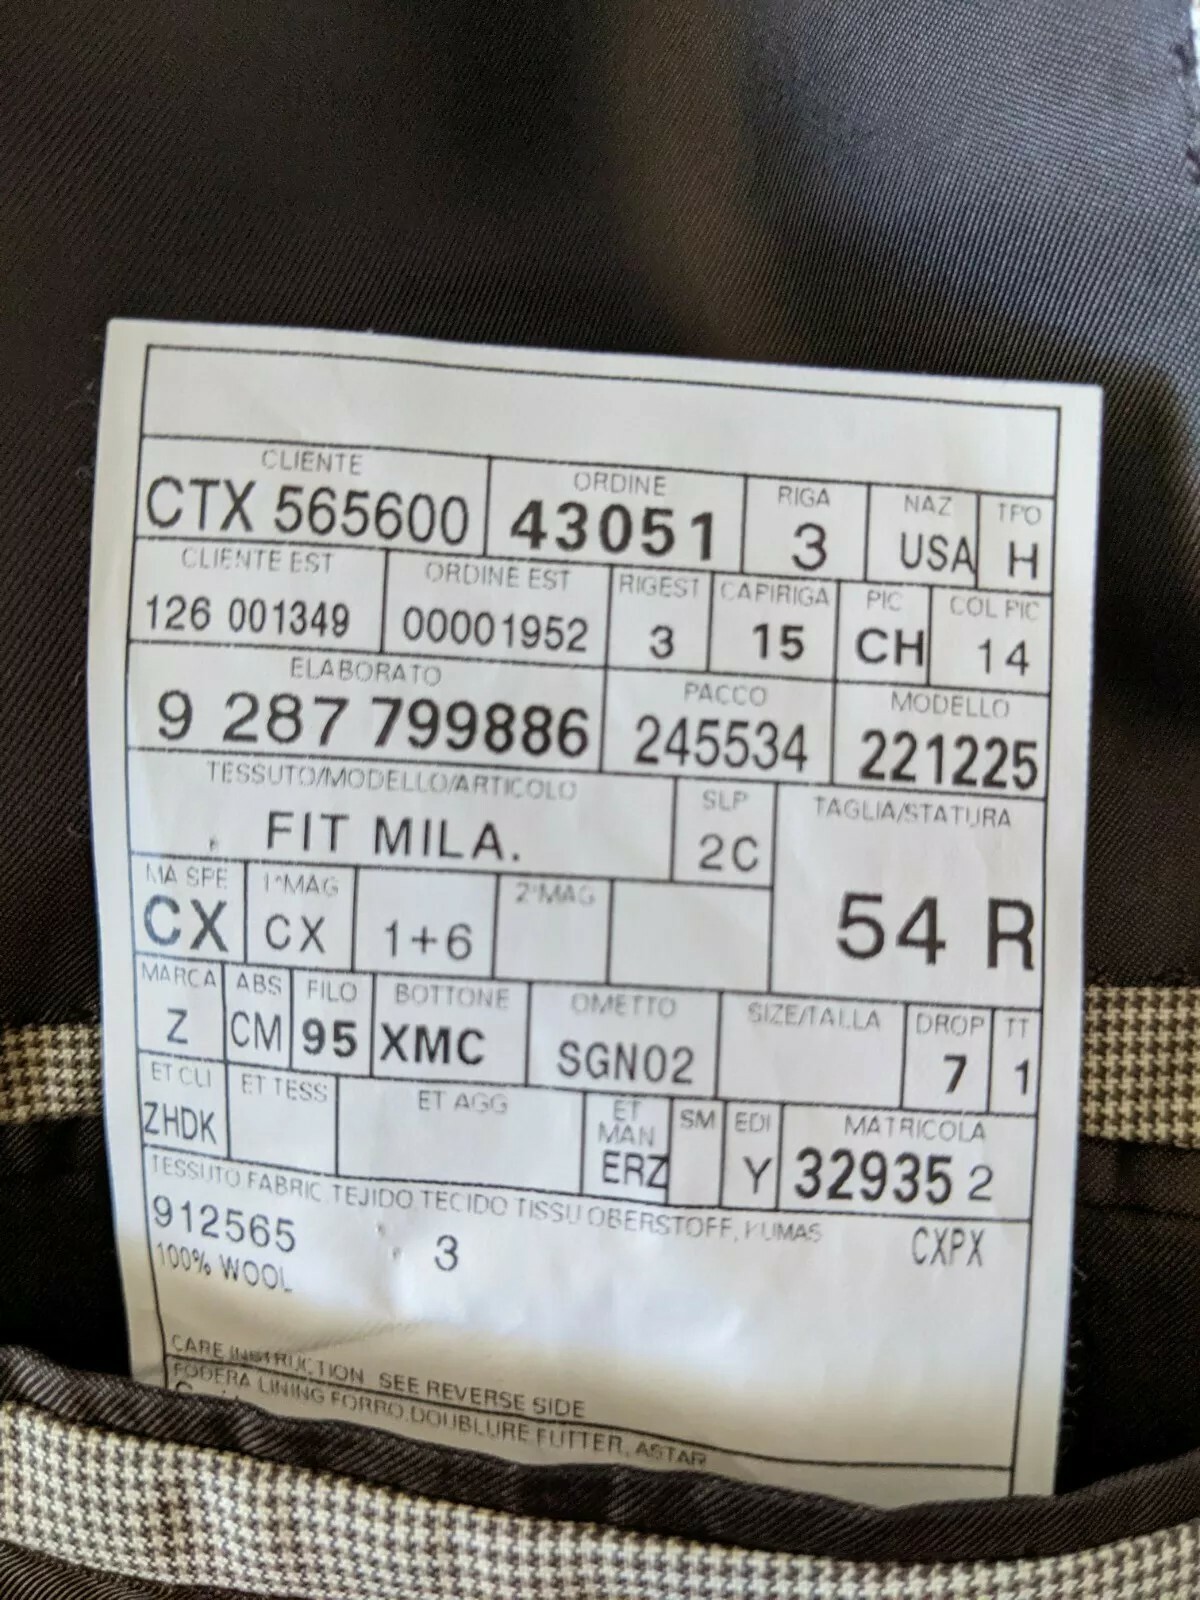 CLIENTE ORDINE RIGA NAZ TPO
CTX 565600 43051 3 USA H
CLIENTE EST ORDINE EST RIGEST CAPIRIGA PIC COL PIC
126 001349 00001952 3 15 CH 14
ELABORATO PACCO MODELLO
9 287 799886 245534 221225
TESSUTO/MODELLO/ARTICOLO SLP TAGLIA/STATURA
FIT MILA. 2C 54 R
MA SPE 1°MAG 2°MAG
CX CX 1+6
MARCA ABS FILO BOTTONE OMETTO SIZE/TALLA DROP TT
Z CM 95 XMC SGN02 7 1
ET CLI ET TESS ET AGG ET MAN SM EDI MATRICOLA
ZHDK ERZ Y 32935 2
TESSUTO FABRIC, TEJIDO, TECIDO TISSU OBERSTOFF, KUMAS
912565 3 CXPX
100% WOOL
CARE INSTRUCTION SEE REVERSE SIDE
FODERA LINING FORRO, DOUBLURE FUTTER, ASTAR